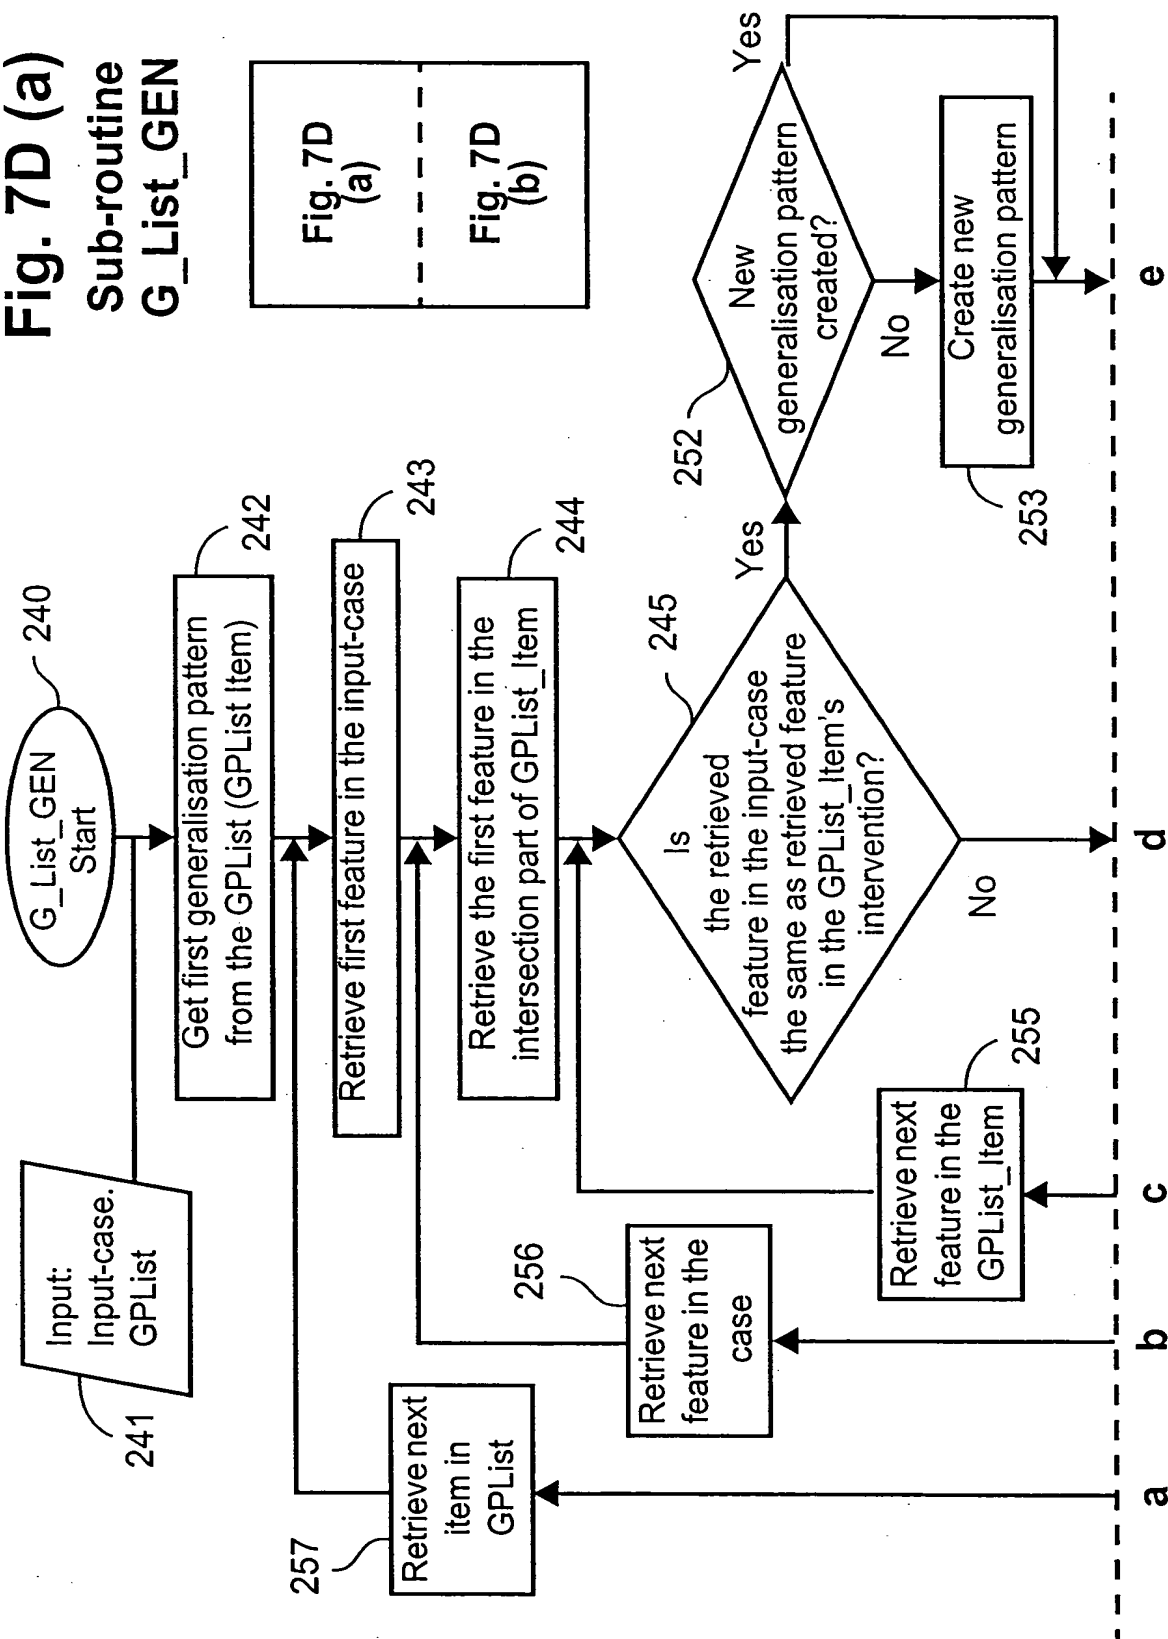 Fig. 7D (a)
Sub-routine
G_List_GEN
Fig. 7D
(a)
Fig. 7D
(b)
G_List_GEN
Start
240
Input:
Input-case.
GPList
241
Get first generalisation pattern
from the GPList (GPList Item)
242
Retrieve first feature in the input-case
243
Retrieve the first feature in the
intersection part of GPList_Item
244
Is
the retrieved
feature in the input-case
the same as retrieved feature
in the GPList_Item's
intervention?
245
Yes
No
New
generalisation pattern
created?
252
Yes
No
Create new
generalisation pattern
253
Retrieve next
item in
GPList
257
Retrieve next
feature in the
case
256
Retrieve next
feature in the
GPList_Item
255
a
b
c
d
e